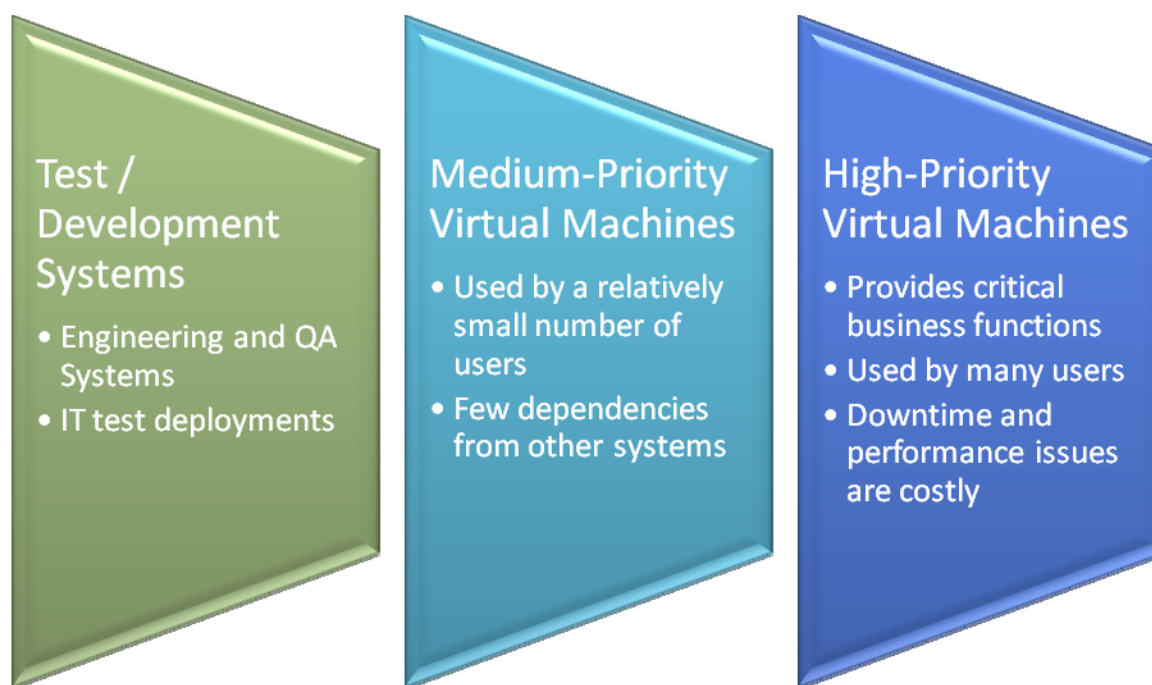 Test /
Development
Systems
• Engineering and QA
Systems
• IT test deployments
Medium-Priority
Virtual Machines
• Used by a relatively
small number of
users
• Few dependencies
from other systems
High-Priority
Virtual Machines
• Provides critical
business functions
• Used by many users
• Downtime and
performance issues
are costly